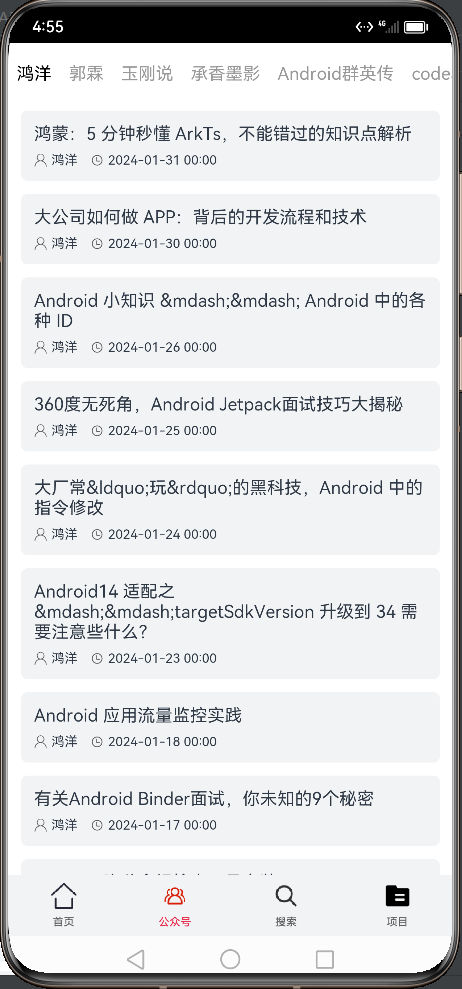 4:55
4G
鸿洋 郭霖 玉刚说 承香墨影 Android群英传 code
鸿蒙：5 分钟秒懂 ArkTs，不能错过的知识点解析
鸿洋 2024-01-31 00:00
大公司如何做 APP：背后的开发流程和技术
鸿洋 2024-01-30 00:00
Android 小知识 &mdash;&mdash; Android 中的各
种 ID
鸿洋 2024-01-26 00:00
360度无死角，Android Jetpack面试技巧大揭秘
鸿洋 2024-01-25 00:00
大厂常&ldquo;玩&rdquo;的黑科技，Android 中的
指令修改
鸿洋 2024-01-24 00:00
Android14 适配之
&mdash;&mdash;targetSdkVersion 升级到 34 需
要注意些什么？
鸿洋 2024-01-23 00:00
Android 应用流量监控实践
鸿洋 2024-01-18 00:00
有关Android Binder面试，你未知的9个秘密
鸿洋 2024-01-17 00:00
首页 公众号 搜索 项目